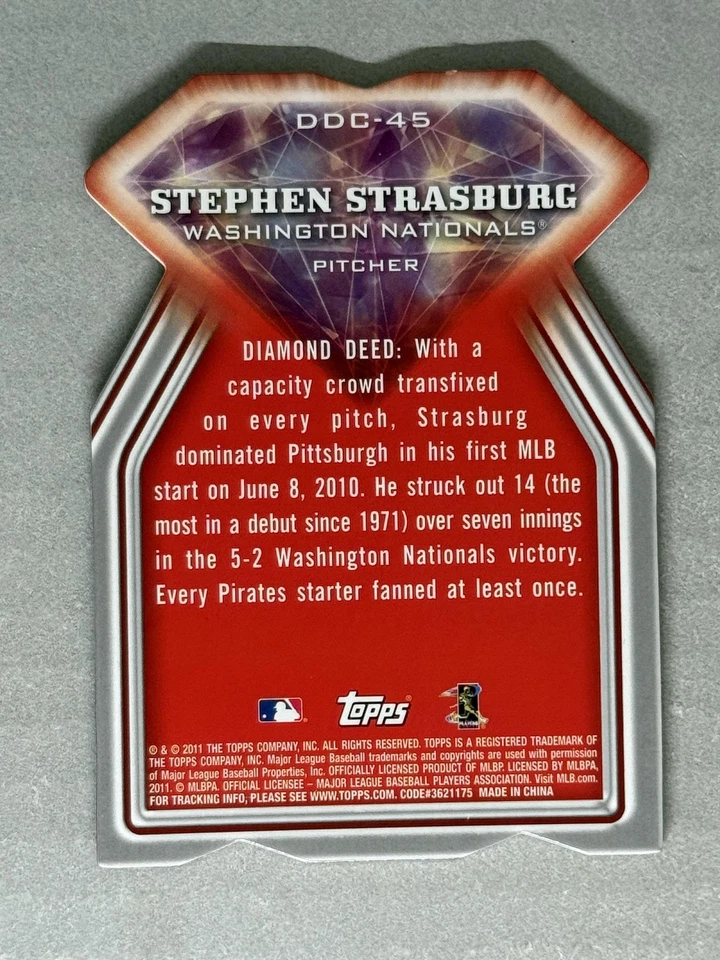 DDC-45
STEPHEN STRASBURG
WASHINGTON NATIONALS®
PITCHER
DIAMOND DEED: With a
capacity crowd transfixed
on every pitch, Strasburg
dominated Pittsburgh in his first MLB
start on June 8, 2010. He struck out 14 (the
most in a debut since 1971) over seven innings
in the 5-2 Washington Nationals victory.
Every Pirates starter fanned at least once.
Topps®
PLAYERS
® & © 2011 THE TOPPS COMPANY, INC. ALL RIGHTS RESERVED. TOPPS IS A REGISTERED TRADEMARK OF
THE TOPPS COMPANY, INC. Major League Baseball trademarks and copyrights are used with permission
of Major League Baseball Properties, Inc. OFFICIALLY LICENSED PRODUCT OF MLBP. LICENSED BY MLBPA,
2011. © MLBPA. OFFICIAL LICENSEE – MAJOR LEAGUE BASEBALL PLAYERS ASSOCIATION. Visit MLB.com.
FOR TRACKING INFO, PLEASE SEE WWW.TOPPS.COM. CODE#3621175 MADE IN CHINA